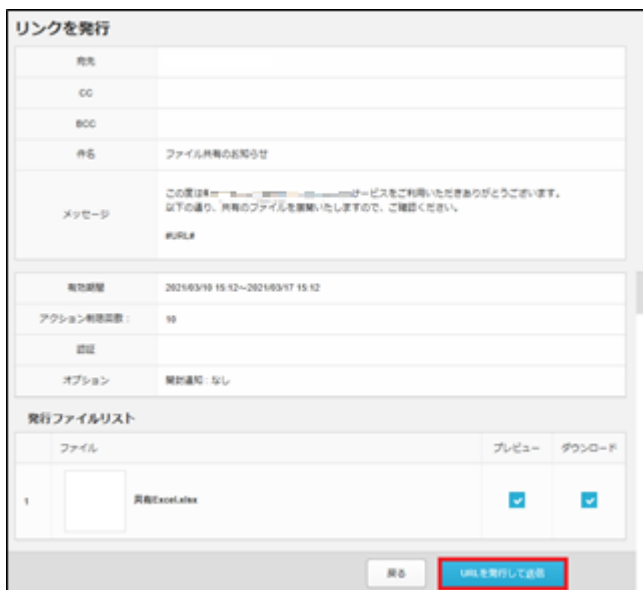 リンクを発行
宛先
CC
BCC
件名 ファイル共有のお知らせ
メッセージ
この度は サービスをご利用いただきありがとうございます。
以下の通り、共有のファイルを展開いたしますので、ご確認ください。
#URL#
有効期間 2021/03/10 15:12~2021/03/17 15:12
アクション制限回数: 10
認証
オプション 開封通知:なし
発行ファイルリスト
ファイル プレビュー ダウンロード
1 共有Excel.xlsx
戻る URLを発行して送信